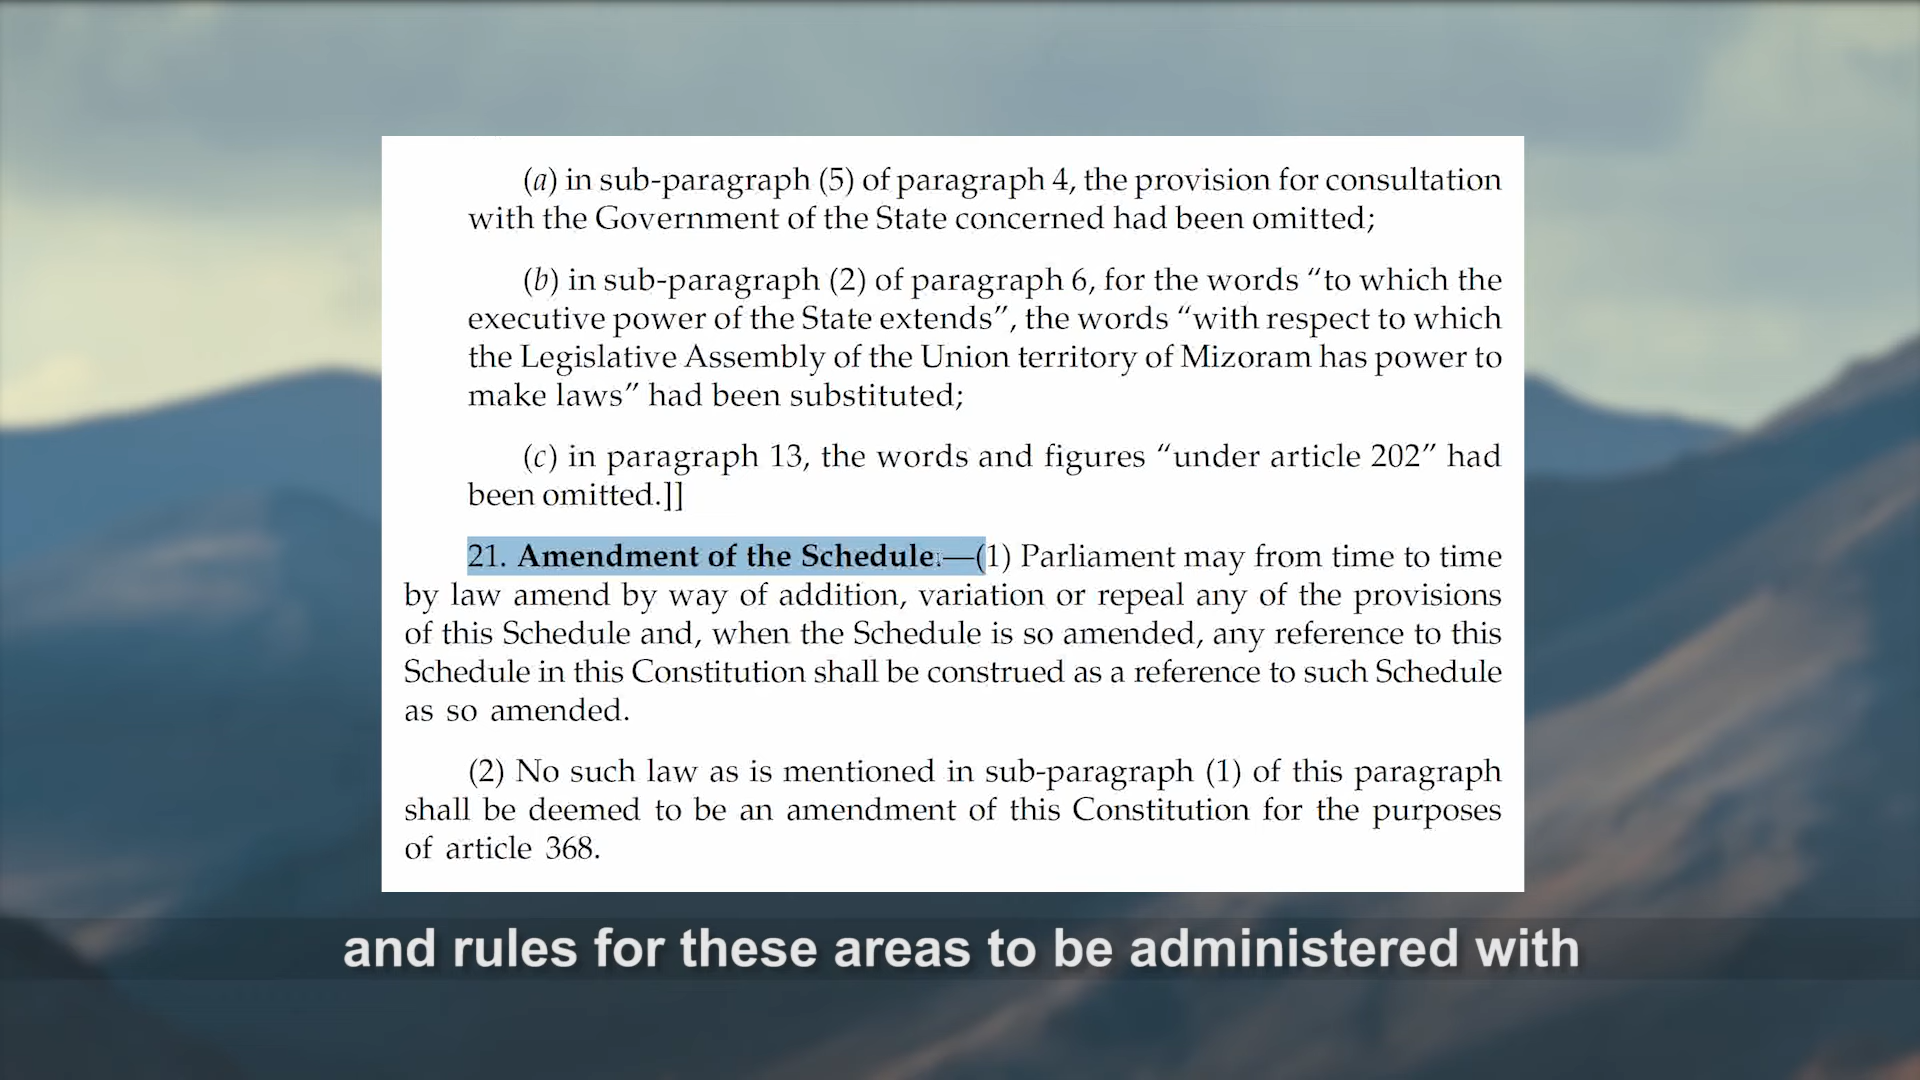 (a) in sub-paragraph (5) of paragraph 4, the provision for consultation
with the Government of the State concerned had been omitted;
(b) in sub-paragraph (2) of paragraph 6, for the words “to which the
executive power of the State extends”, the words “with respect to which
the Legislative Assembly of the Union territory of Mizoram has power to
make laws” had been substituted;
(c) in paragraph 13, the words and figures “under article 202” had
been omitted.]]
21. Amendment of the Schedule.—(1) Parliament may from time to time
by law amend by way of addition, variation or repeal any of the provisions
of this Schedule and, when the Schedule is so amended, any reference to this
Schedule in this Constitution shall be construed as a reference to such Schedule
as so amended.
(2) No such law as is mentioned in sub-paragraph (1) of this paragraph
shall be deemed to be an amendment of this Constitution for the purposes
of article 368.
and rules for these areas to be administered with